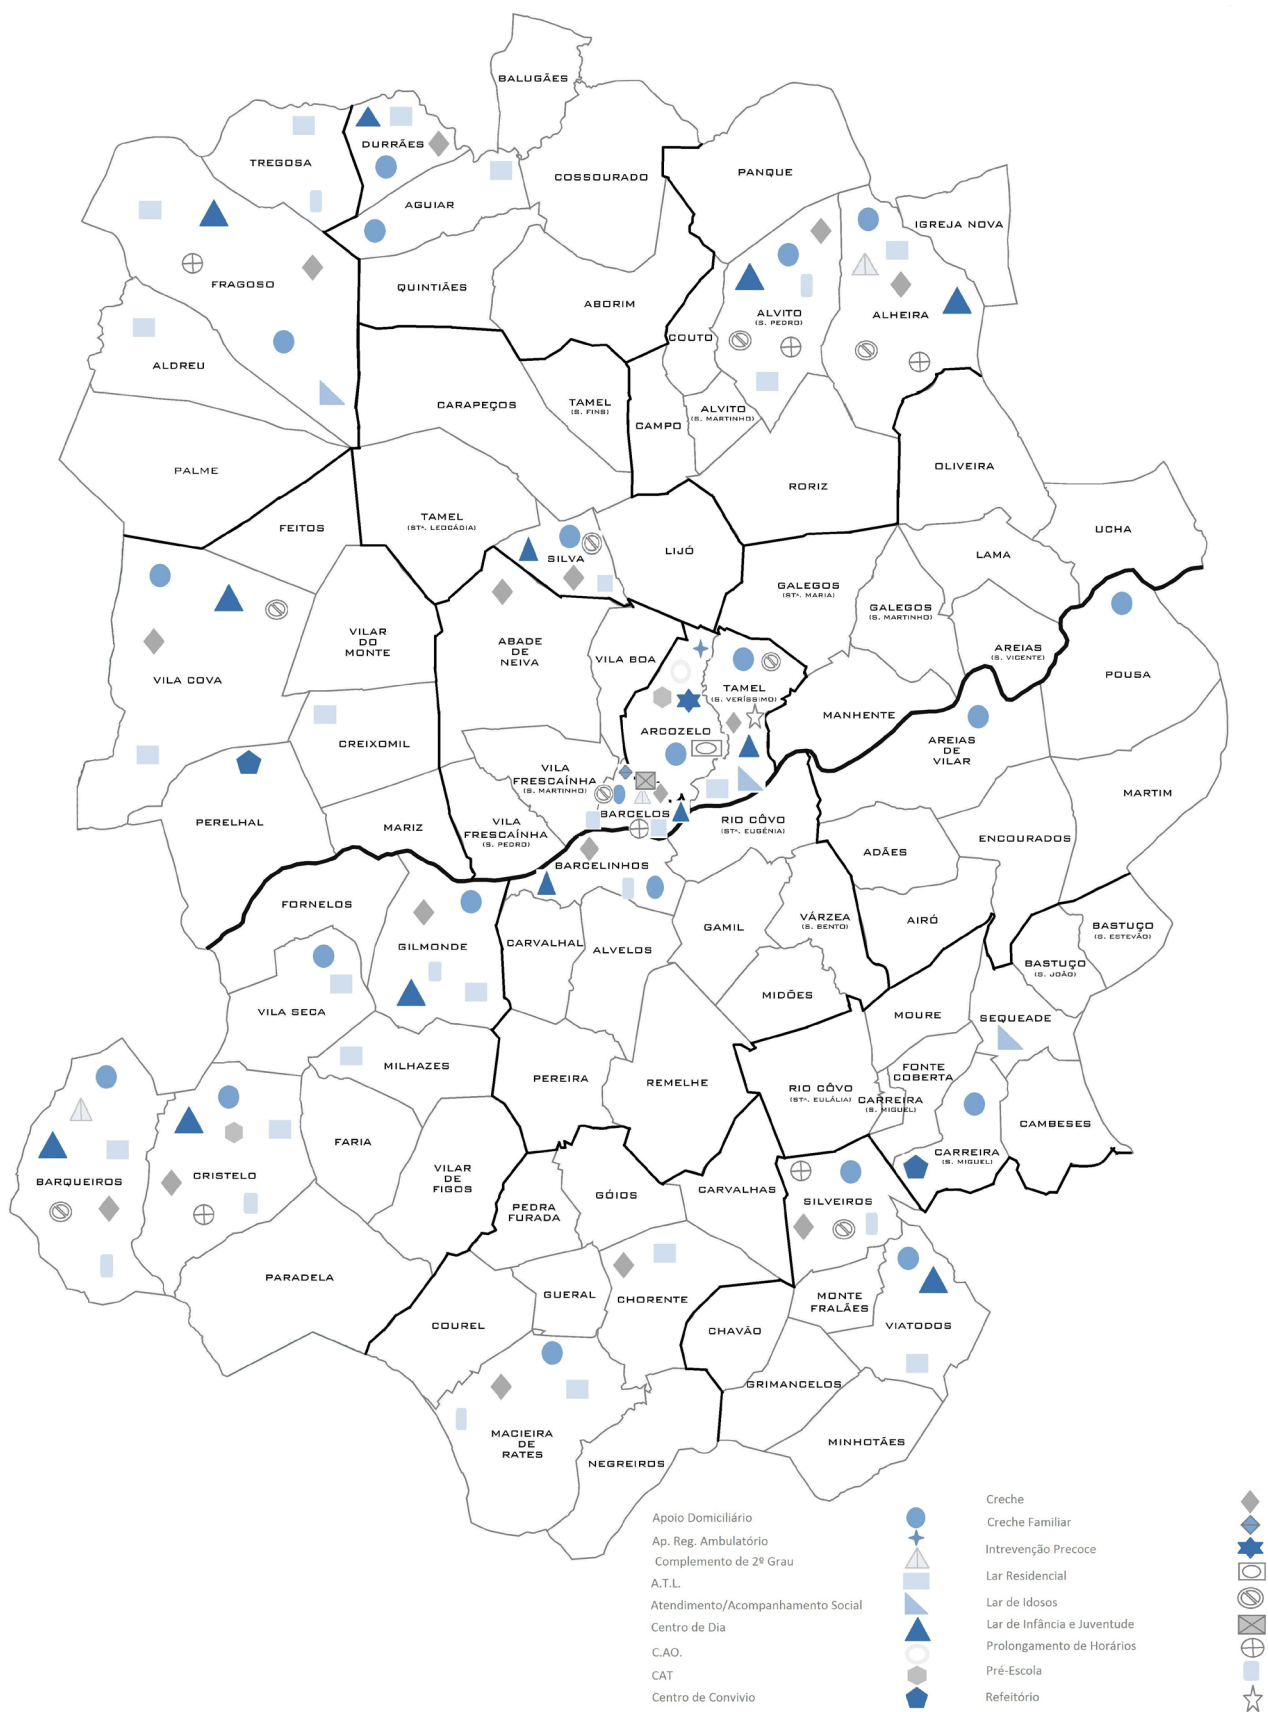 BALUGÃES
DURRÃES
TREGOSA
COSSOURADO
PANQUE
AGUIAR
IGREJA NOVA
FRAGOSO
QUINTIÃES
ABORIM
ALVITO
(S. PEDRO)
ALHEIRA
COUTO
ALDREU
CARAPEÇOS
TAMEL
(S. FINS)
ALVITO
(S. MARTINHO)
CAMPO
PALME
OLIVEIRA
RORIZ
TAMEL
(STª. LEOCÁDIA)
FEITOS
UCHA
SILVA
LIJÓ
LAMA
GALEGOS
(STª. MARIA)
GALEGOS
(S. MARTINHO)
VILAR
DO
MONTE
ABADE
DE
NEIVA
VILA BOA
AREIAS
(S. VICENTE)
VILA COVA
POUSA
TAMEL
(S. VERÍSSIMO)
MANHENTE
ARCOZELO
CREIXOMIL
AREIAS
DE
VILAR
VILA
FRESCAÍNHA
(S. MARTINHO)
MARTIM
BARCELOS
PERELHAL
MARIZ
VILA
FRESCAÍNHA
(S. PEDRO)
RIO CÔVO
(STª. EUGÉNIA)
ENCOURADOS
ADÃES
BARCELINHOS
FORNELOS
GILMONDE
CARVALHAL
ALVELOS
GAMIL
VÁRZEA
(S. BENTO)
AIRÓ
BASTUÇO
(S. ESTEVÃO)
BASTUÇO
(S. JOÃO)
MIDÕES
VILA SECA
MOURE
SEQUEADE
MILHAZES
PEREIRA
REMELHE
RIO CÔVO
(STª. EULÁLIA)
FONTE
COBERTA
CARREIRA
(S. MIGUEL)
CAMBESES
FARIA
CARREIRA
(S. MIGUEL)
BARQUEIROS
CRISTELO
VILAR
DE
FIGOS
GÓIOS
CARVALHAS
SILVEIROS
PEDRA
FURADA
PARADELA
GUERAL
CHORENTE
MONTE
FRALÃES
COUREL
CHAVÃO
VIATODOS
GRIMANCELOS
MACIEIRA
DE
RATES
MINHOTÃES
NEGREIROS
Apoio Domiciliário
Ap. Reg. Ambulatório
Complemento de 2º Grau
A.T.L.
Atendimento/Acompanhamento Social
Centro de Dia
C.AO.
CAT
Centro de Convivio
Creche
Creche Familiar
Intrevenção Precoce
Lar Residencial
Lar de Idosos
Lar de Infância e Juventude
Prolongamento de Horários
Pré-Escola
Refeitório